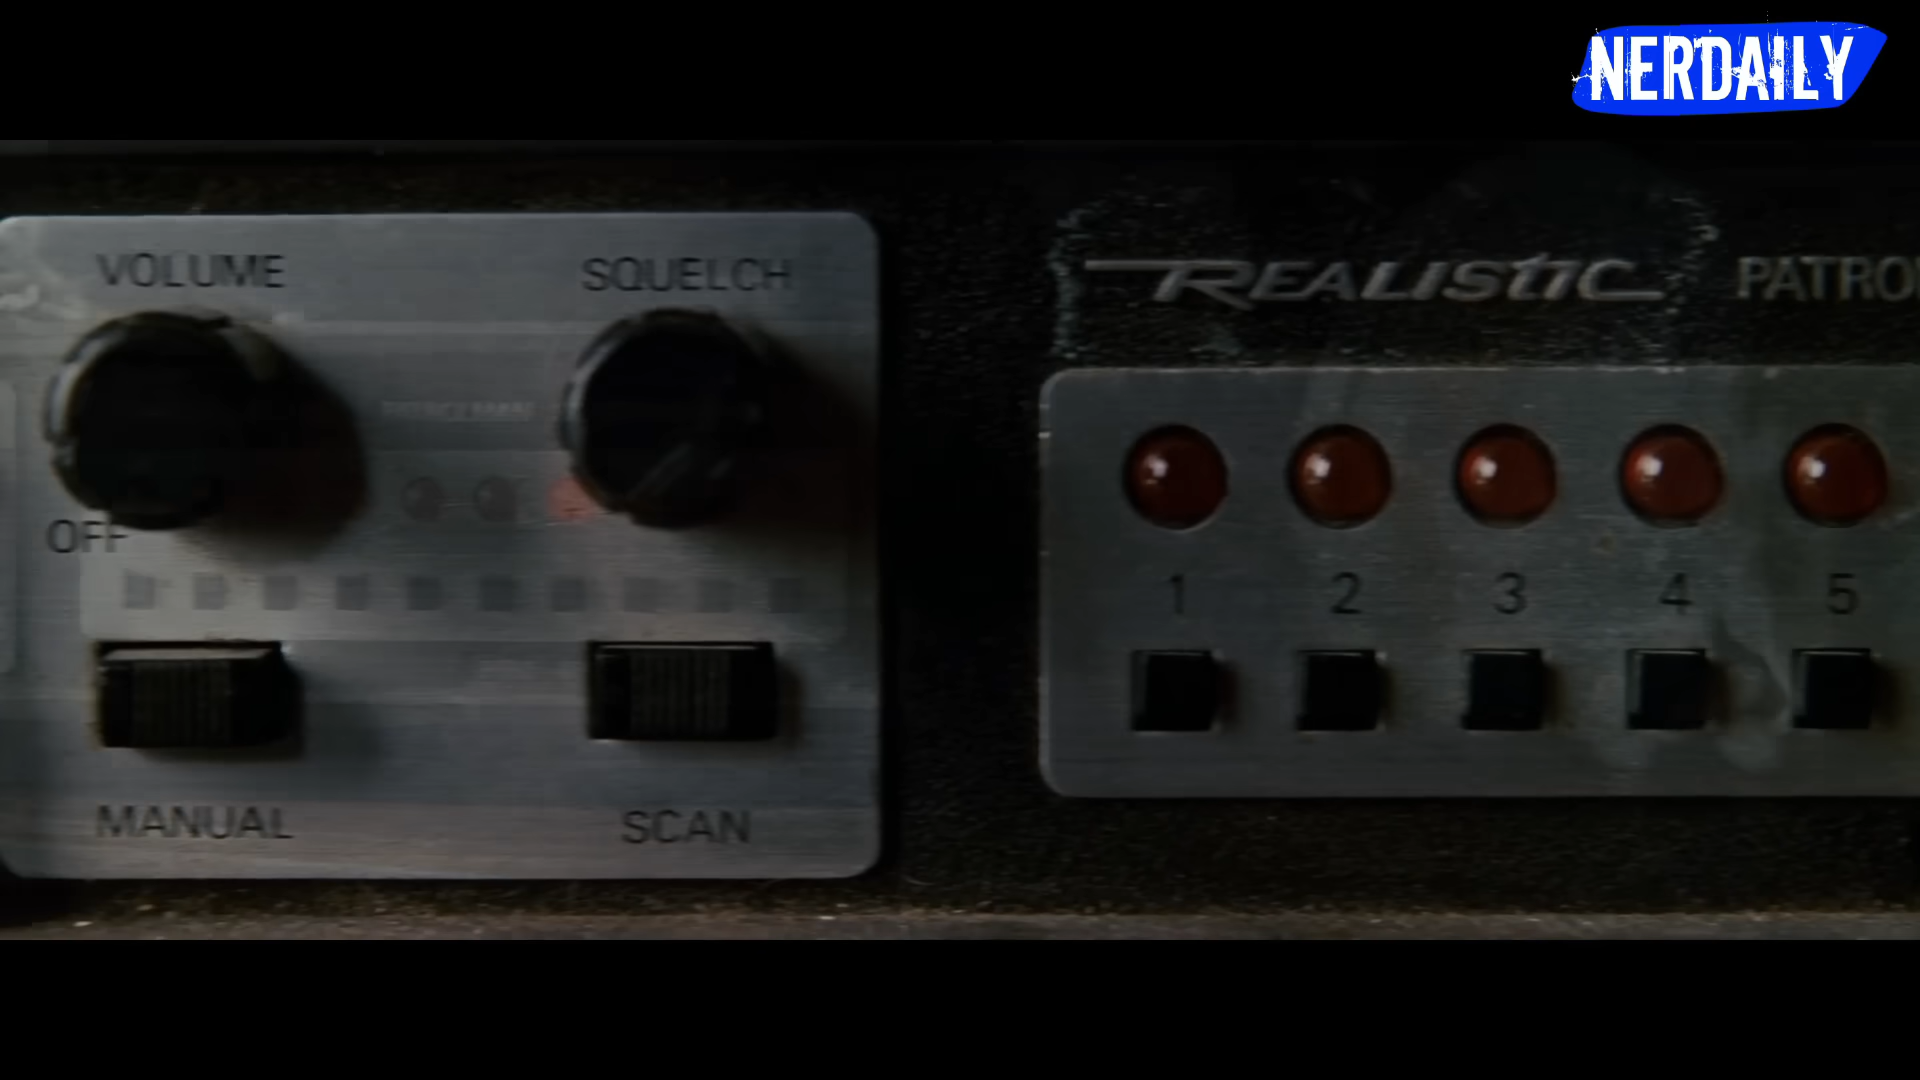 NERDAILY
VOLUME
SQUELCH
REALISTIC
OFF
1 2 3 4 5
MANUAL
SCAN